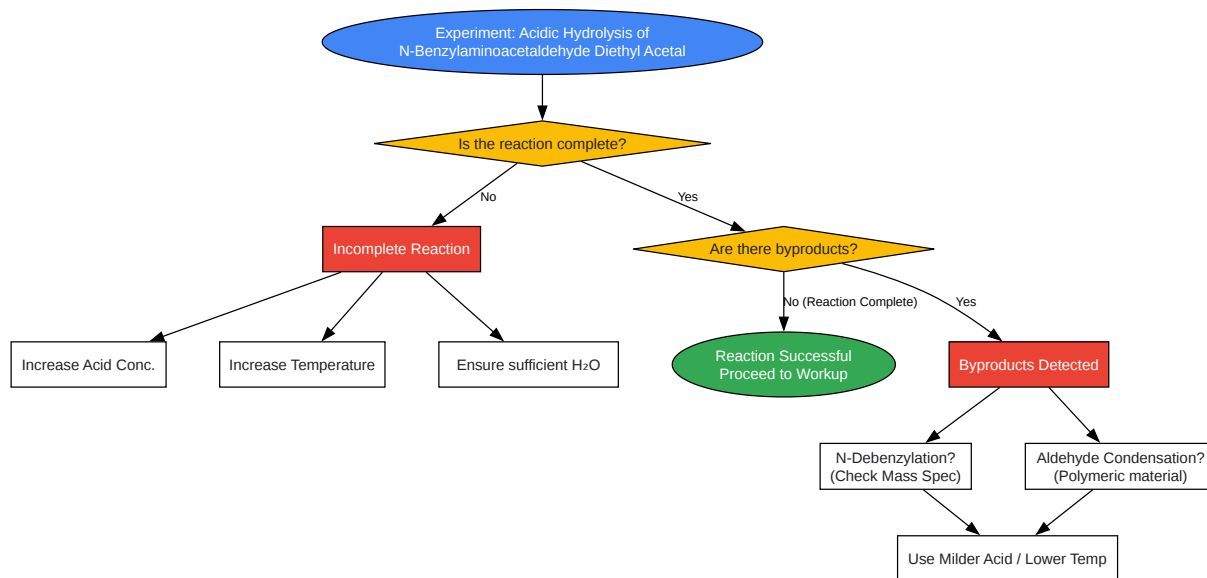 Experiment: Acidic Hydrolysis of
N-Benzylaminoacetaldehyde Diethyl Acetal
Is the reaction complete?
No
Yes
Incomplete Reaction
Are there byproducts?
Increase Acid Conc.
Increase Temperature
Ensure sufficient H₂O
No (Reaction Complete)
Yes
Reaction Successful
Proceed to Workup
Byproducts Detected
N-Debenzylation?
(Check Mass Spec)
Aldehyde Condensation?
(Polymeric material)
Use Milder Acid / Lower Temp